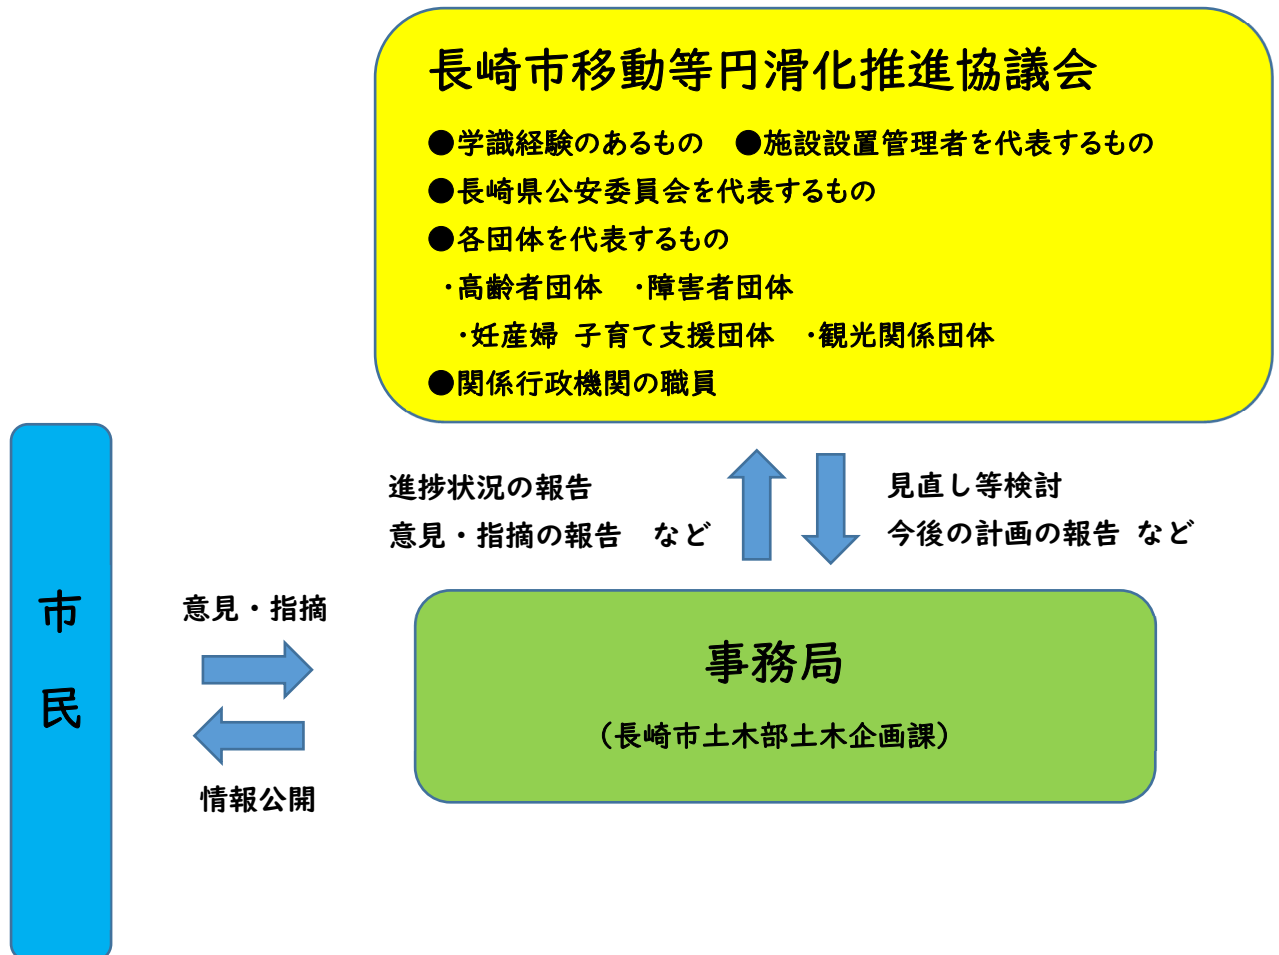 長崎市移動等円滑化推進協議会
●学識経験のあるもの　●施設設置管理者を代表するもの
●長崎県公安委員会を代表するもの
●各団体を代表するもの
・高齢者団体　・障害者団体
・妊産婦 子育て支援団体　・観光関係団体
●関係行政機関の職員
進捗状況の報告
意見・指摘の報告　など
見直し等検討
今後の計画の報告 など
市
民
意見・指摘
情報公開
事務局
（長崎市土木部土木企画課）